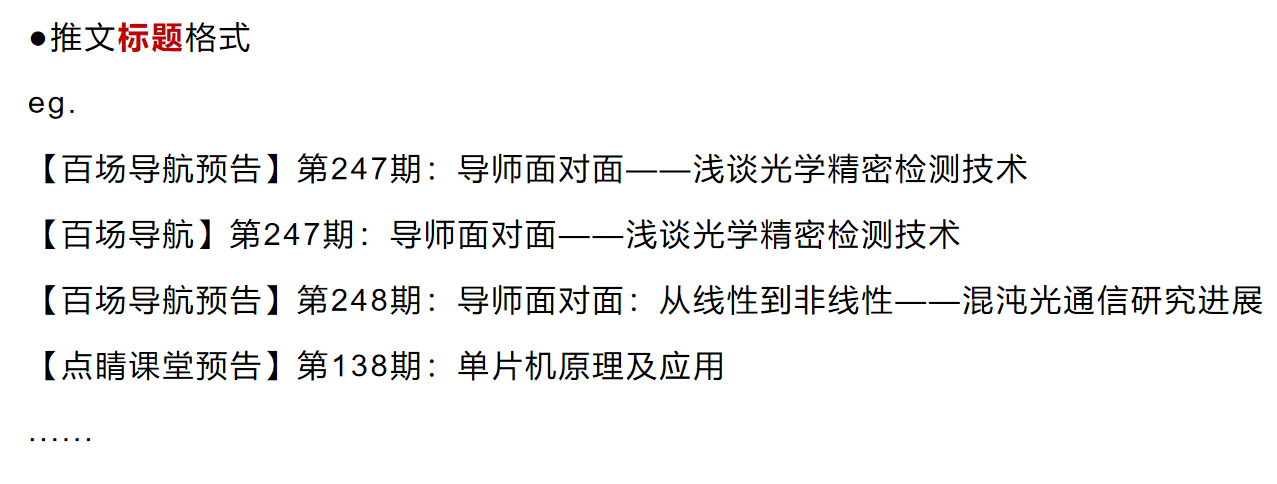 ●推文标题格式
eg.
【百场导航预告】第247期：导师面对面——浅谈光学精密检测技术
【百场导航】第247期：导师面对面——浅谈光学精密检测技术
【百场导航预告】第248期：导师面对面：从线性到非线性——混沌光通信研究进展
【点睛课堂预告】第138期：单片机原理及应用
......